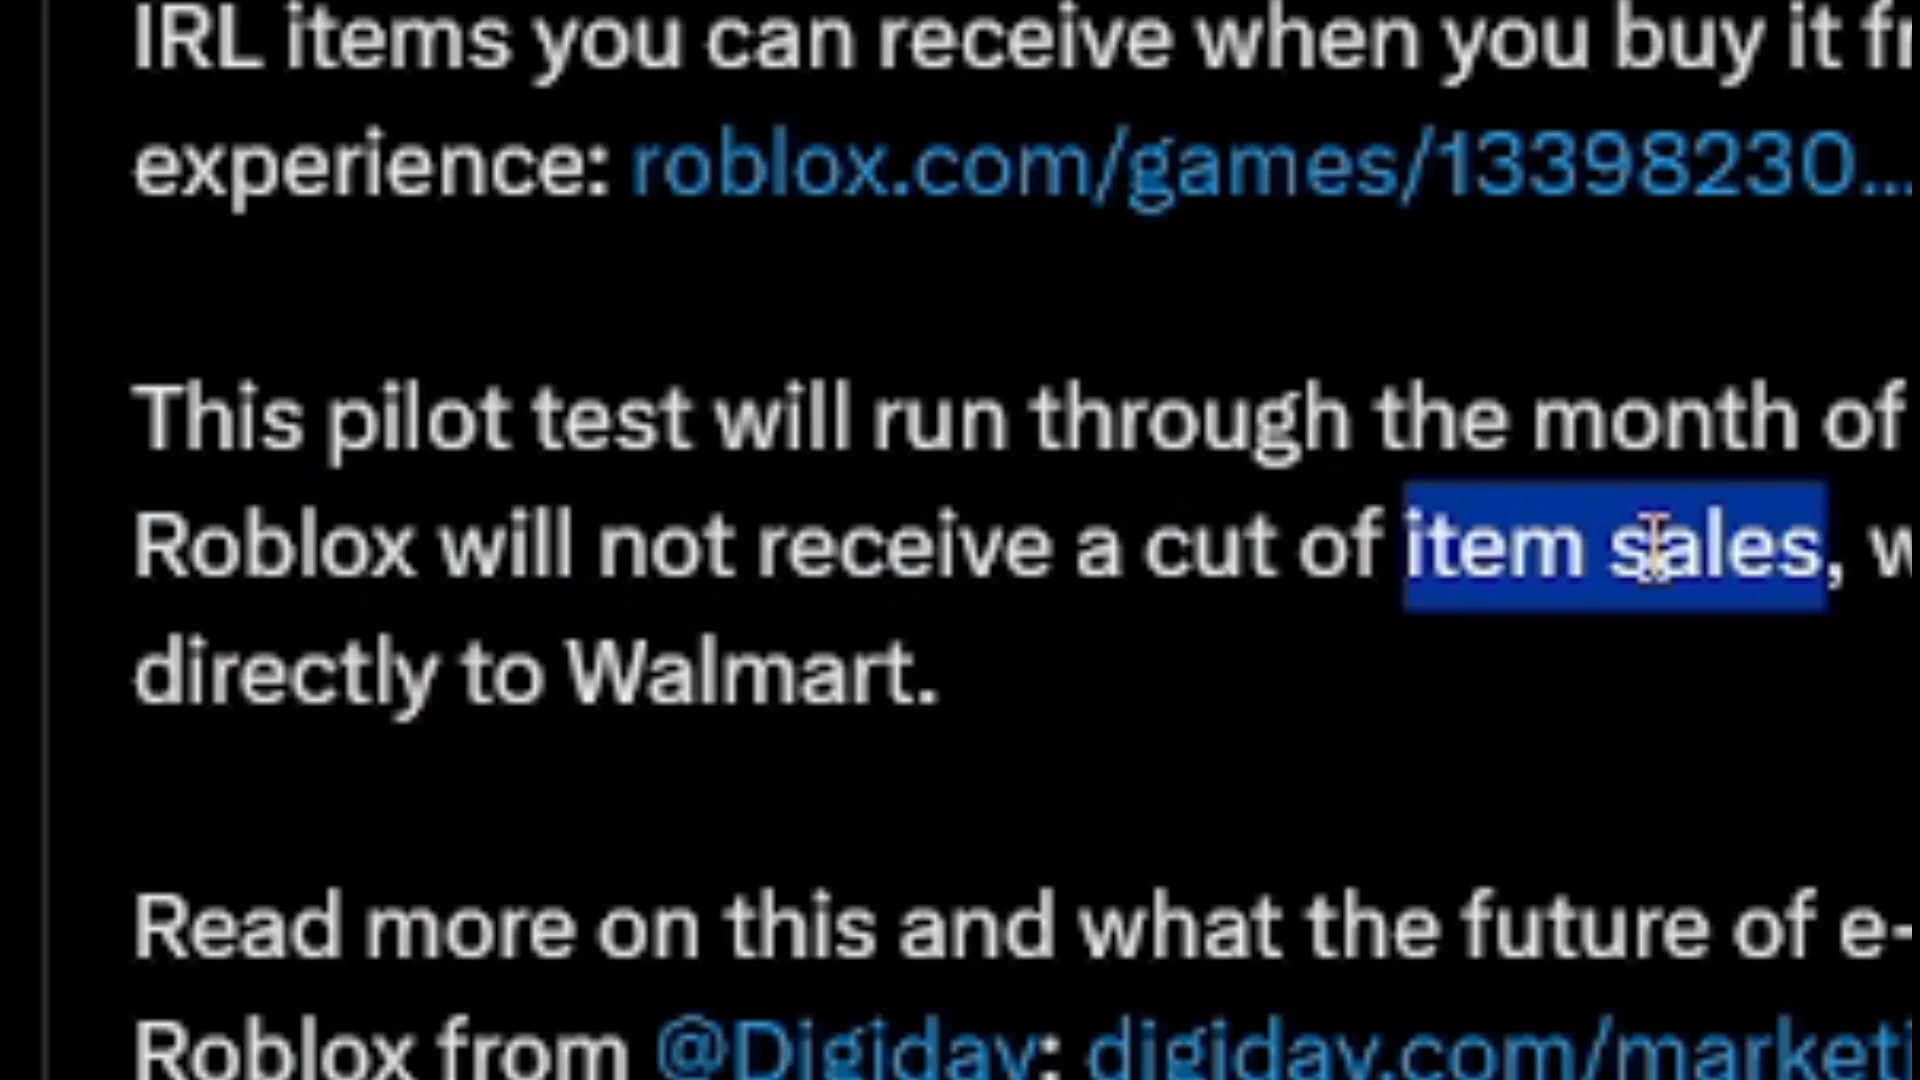 IRL items you can receive when you buy it fr
experience: roblox.com/games/13398230...
This pilot test will run through the month of
Roblox will not receive a cut of item sales, w
directly to Walmart.
Read more on this and what the future of e-
Roblox from @Digiday: digiday.com/marketi